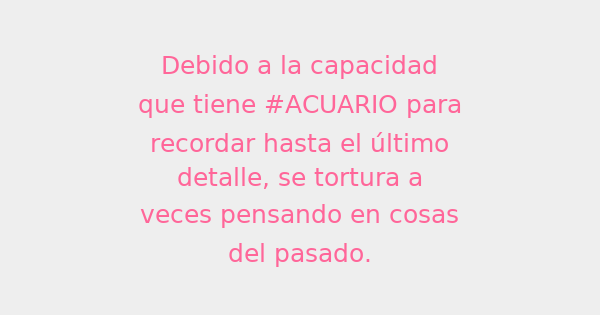 Debido a la capacidad
que tiene #ACUARIO para
recordar hasta el último
detalle, se tortura a
veces pensando en cosas
del pasado.